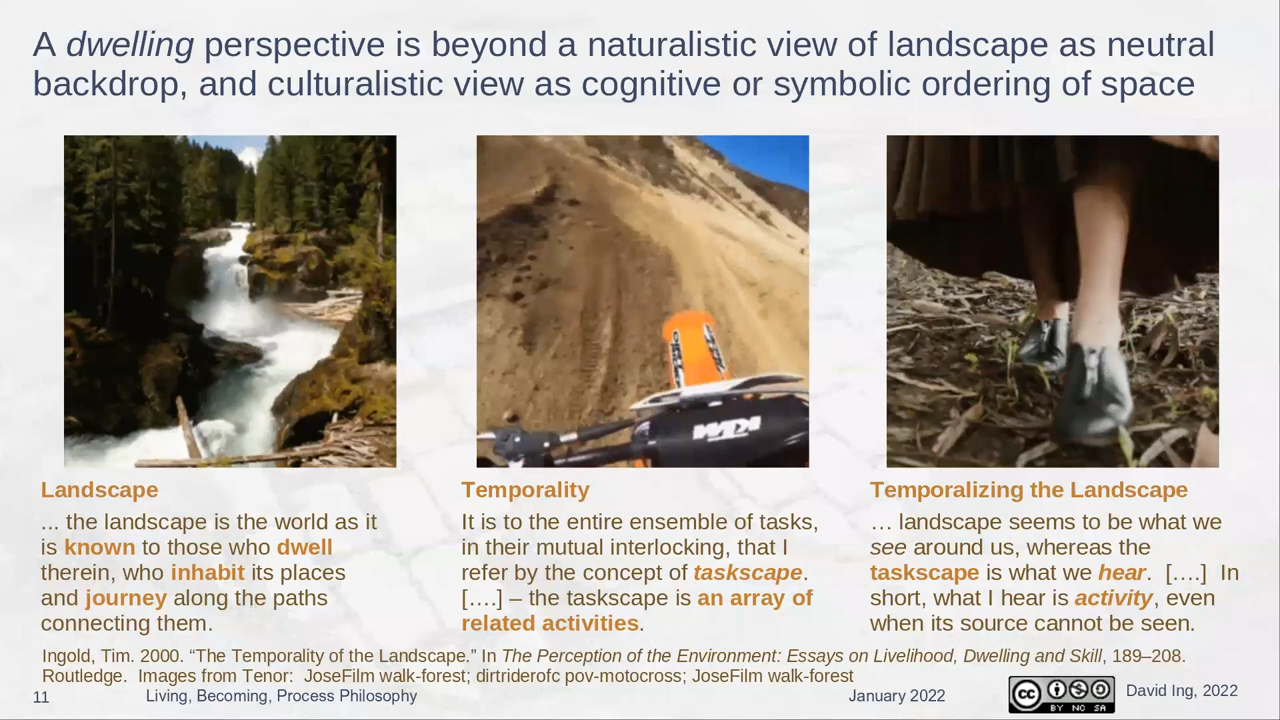 A dwelling perspective is beyond a naturalistic view of landscape as neutral
backdrop, and culturalistic view as cognitive or symbolic ordering of space
Landscape
... the landscape is the world as it
is known to those who dwell
therein, who inhabit its places
and journey along the paths
connecting them.
Temporality
It is to the entire ensemble of tasks,
in their mutual interlocking, that I
refer by the concept of taskscape.
[….] – the taskscape is an array of
related activities.
Temporalizing the Landscape
… landscape seems to be what we
see around us, whereas the
taskscape is what we hear. [….] In
short, what I hear is activity, even
when its source cannot be seen.
Ingold, Tim. 2000. “The Temporality of the Landscape.” In The Perception of the Environment: Essays on Livelihood, Dwelling and Skill, 189–208.
Routledge. Images from Tenor: JoseFilm walk-forest; dirtriderofc pov-motocross; JoseFilm walk-forest
11
Living, Becoming, Process Philosophy
January 2022
cc
BY NC SA
David Ing, 2022